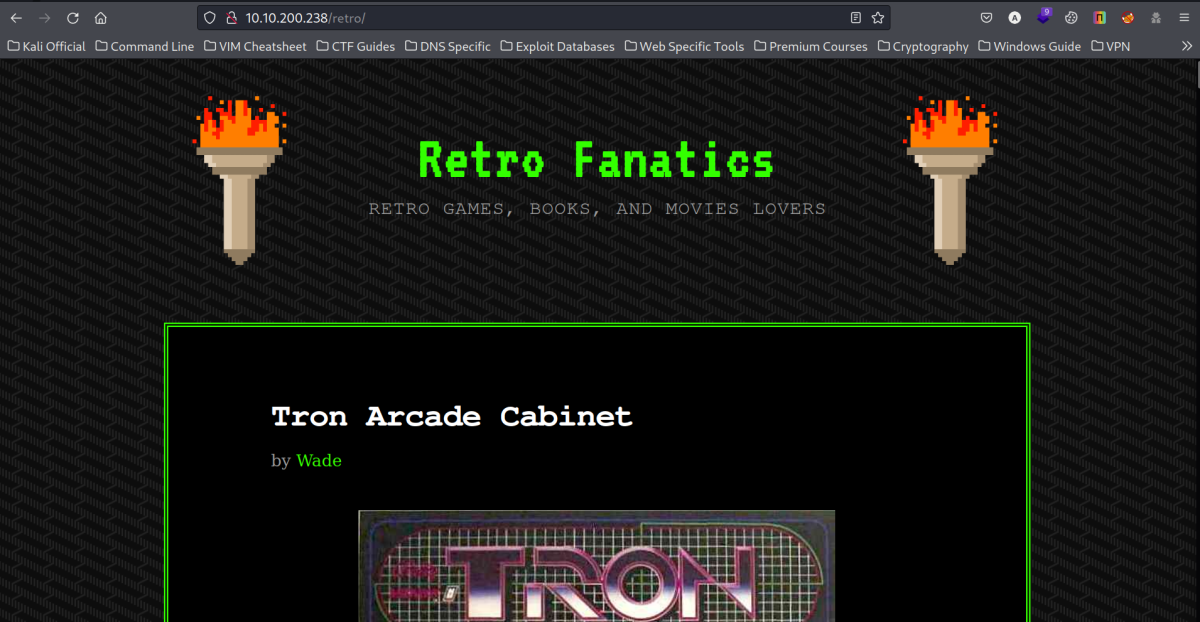 10.10.200.238/retro/
9
A
Kali Official Command Line VIM Cheatsheet CTF Guides DNS Specific Exploit Databases Web Specific Tools Premium Courses Cryptography Windows Guide VPN
Retro Fanatics
RETRO GAMES, BOOKS, AND MOVIES LOVERS
Tron Arcade Cabinet
by Wade
TRON